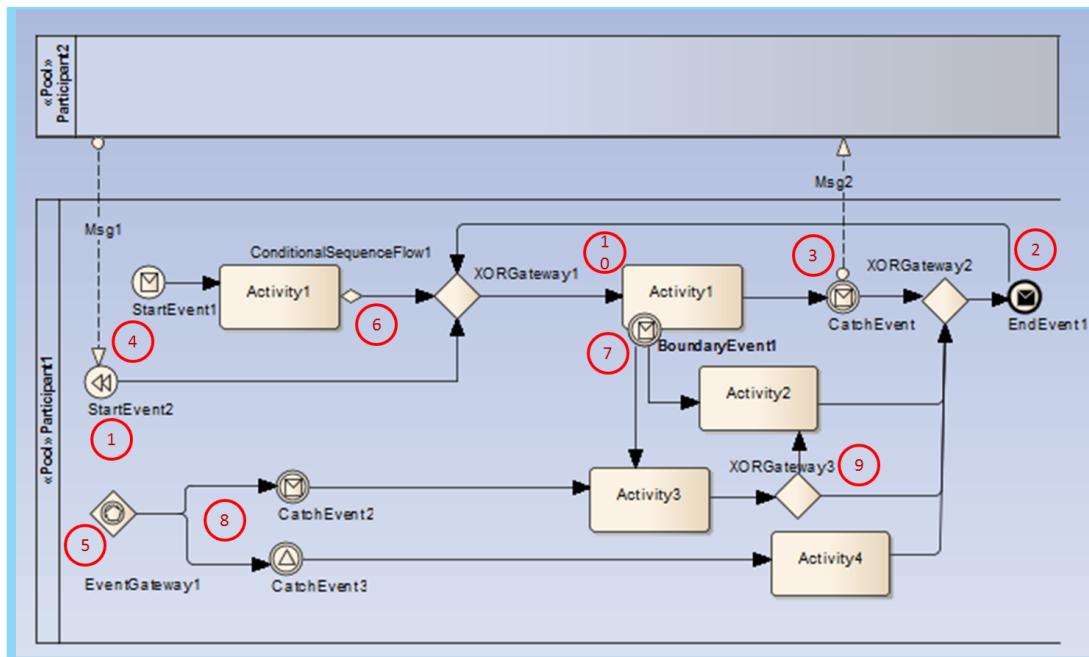 «Pool»
Participant2
Msg1
Msg2
«Pool» Participant1
ConditionalSequenceFlow1
Activity1
StartEvent1
6
XORGateway1
1
0
Activity1
3
2
XORGateway2
CatchEvent
EndEvent1
4
StartEvent2
1
7
BoundaryEvent1
Activity2
XORGateway3
9
Activity3
5
EventGateway1
8
CatchEvent2
CatchEvent3
Activity4